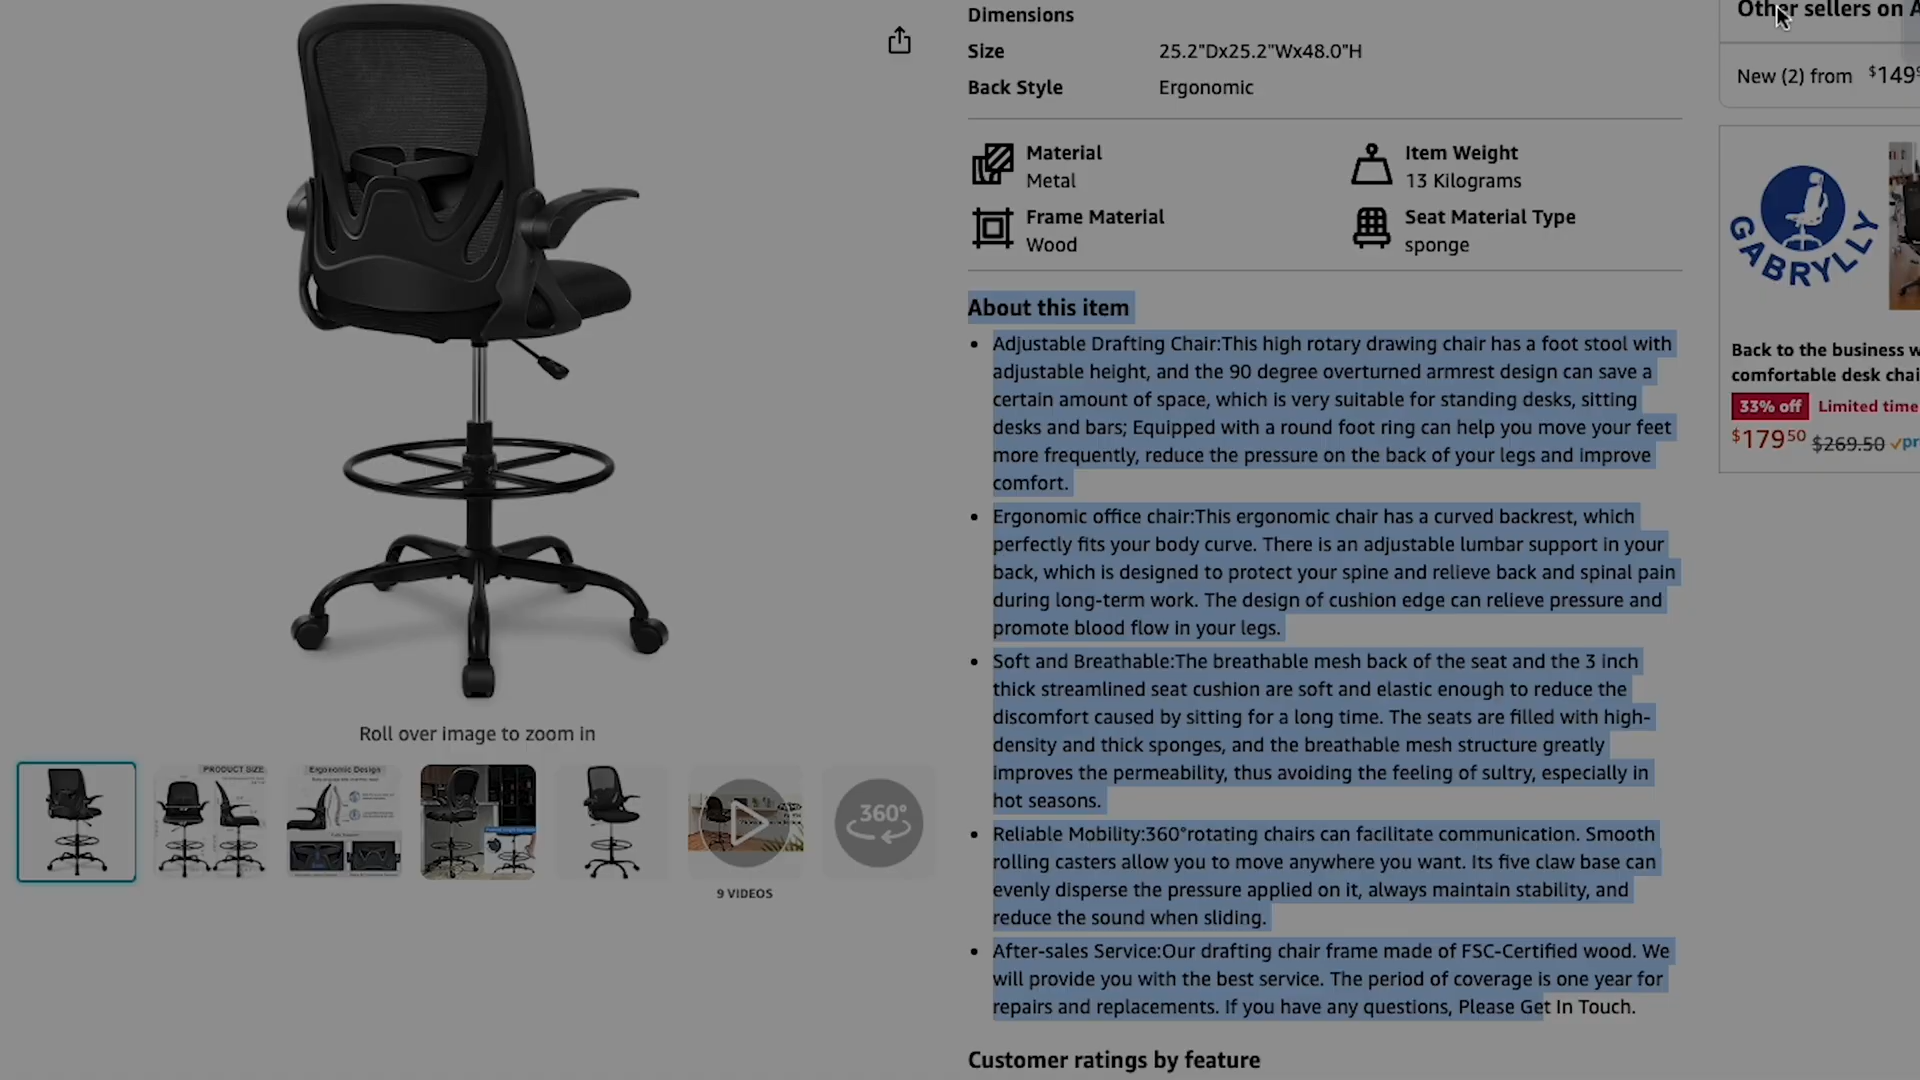 Dimensions
Size 25.2"Dx25.2"Wx48.0"H
Back Style Ergonomic
Material
Metal
Item Weight
13 Kilograms
Frame Material
Wood
Seat Material Type
sponge
About this item
Adjustable Drafting Chair:This high rotary drawing chair has a foot stool with
adjustable height, and the 90 degree overturned armrest design can save a
certain amount of space, which is very suitable for standing desks, sitting
desks and bars; Equipped with a round foot ring can help you move your feet
more frequently, reduce the pressure on the back of your legs and improve
comfort.
Ergonomic office chair:This ergonomic chair has a curved backrest, which
perfectly fits your body curve. There is an adjustable lumbar support in your
back, which is designed to protect your spine and relieve back and spinal pain
during long-term work. The design of cushion edge can relieve pressure and
promote blood flow in your legs.
Soft and Breathable:The breathable mesh back of the seat and the 3 inch
thick streamlined seat cushion are soft and elastic enough to reduce the
discomfort caused by sitting for a long time. The seats are filled with high-
density and thick sponges, and the breathable mesh structure greatly
improves the permeability, thus avoiding the feeling of sultry, especially in
hot seasons.
Reliable Mobility:360°rotating chairs can facilitate communication. Smooth
rolling casters allow you to move anywhere you want. Its five claw base can
evenly disperse the pressure applied on it, always maintain stability, and
reduce the sound when sliding.
After-sales Service:Our drafting chair frame made of FSC-Certified wood. We
will provide you with the best service. The period of coverage is one year for
repairs and replacements. If you have any questions, Please Get In Touch.
Customer ratings by feature
Roll over image to zoom in
PRODUCT SIZE
Ergonomic Design
360°
9 VIDEOS
Other sellers on A
New (2) from $149
GABRYLLY
Back to the business w
comfortable desk chai
33% off Limited time
$17950 $269.50 pr